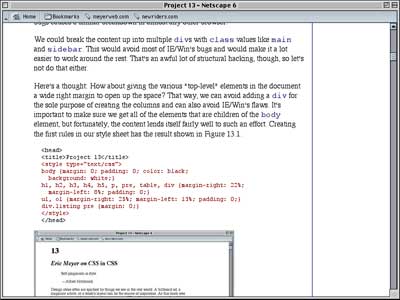 Project 13 - Netscape 6
Home Bookmarks meyerweb.com newriders.com
We could break the content up into multiple divs with class values like main
and sidebar. This would avoid most of IE/Win's bugs and would make it a lot
easier to work around the rest. That's an awful lot of structural hacking, though, so let's
not do that either.
Here's a thought: How about giving the various *top-level* elements in the document
a wide right margin to open up the space? That way, we can avoid adding a div for
the sole purpose of creating the columns and can also avoid IE/Win's flaws. It's
important to make sure we get all of the elements that are children of the body
element, but fortunately, the content lends itself fairly well to such an effort. Creating
the first rules in our style sheet has the result shown in Figure 13.1.
<head>
<title>Project 13</title>
<style type="text/css">
body {margin: 0; padding: 0; color: black;
background: white;}
h1, h2, h3, h4, h5, p, pre, table, div {margin-right: 22%;
margin-left: 8%; padding: 0;}
ul, ol {margin-right: 25%; margin-left: 13%; padding: 0;}
div.listing pre {margin: 0;}
</style>
</head>
Project 13 - Netscape 6
13
Eric Meyer on CSS in CSS